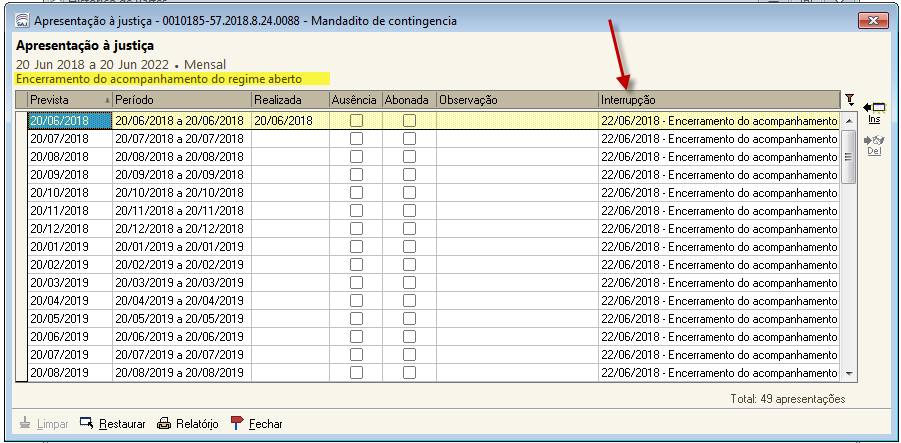 Apresentação à justiça - 0010185-57.2018.8.24.0088 - Mandadito de contingencia
Apresentação à justiça
20 Jun 2018 a 20 Jun 2022 • Mensal
Encerramento do acompanhamento do regime aberto
Prevista Período Realizada Ausência Abonada Observação Interrupção
20/06/2018 20/06/2018 a 20/06/2018 20/06/2018 22/06/2018 - Encerramento do acompanhamento
20/07/2018 20/07/2018 a 20/07/2018 22/06/2018 - Encerramento do acompanhamento
20/08/2018 20/08/2018 a 20/08/2018 22/06/2018 - Encerramento do acompanhamento
20/09/2018 20/09/2018 a 20/09/2018 22/06/2018 - Encerramento do acompanhamento
20/10/2018 20/10/2018 a 20/10/2018 22/06/2018 - Encerramento do acompanhamento
20/11/2018 20/11/2018 a 20/11/2018 22/06/2018 - Encerramento do acompanhamento
20/12/2018 20/12/2018 a 20/12/2018 22/06/2018 - Encerramento do acompanhamento
20/01/2019 20/01/2019 a 20/01/2019 22/06/2018 - Encerramento do acompanhamento
20/02/2019 20/02/2019 a 20/02/2019 22/06/2018 - Encerramento do acompanhamento
20/03/2019 20/03/2019 a 20/03/2019 22/06/2018 - Encerramento do acompanhamento
20/04/2019 20/04/2019 a 20/04/2019 22/06/2018 - Encerramento do acompanhamento
20/05/2019 20/05/2019 a 20/05/2019 22/06/2018 - Encerramento do acompanhamento
20/06/2019 20/06/2019 a 20/06/2019 22/06/2018 - Encerramento do acompanhamento
20/07/2019 20/07/2019 a 20/07/2019 22/06/2018 - Encerramento do acompanhamento
20/08/2019 20/08/2019 a 20/08/2019 22/06/2018 - Encerramento do acompanhamento
Ins
Del
Total: 49 apresentações
Limpar Restaurar Relatório Fechar